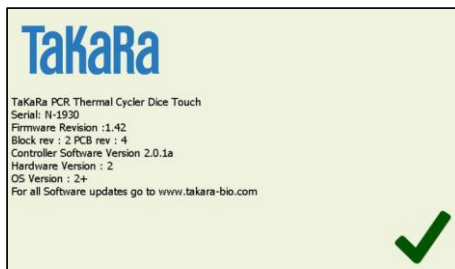 TaKaRa
TaKaRa PCR Thermal Cycler Dice Touch
Serial: N-1930
Firmware Revision :1.42
Block rev : 2 PCB rev : 4
Controller Software Version 2.0.1a
Hardware Version : 2
OS Version : 2+
For all Software updates go to www.takara-bio.com